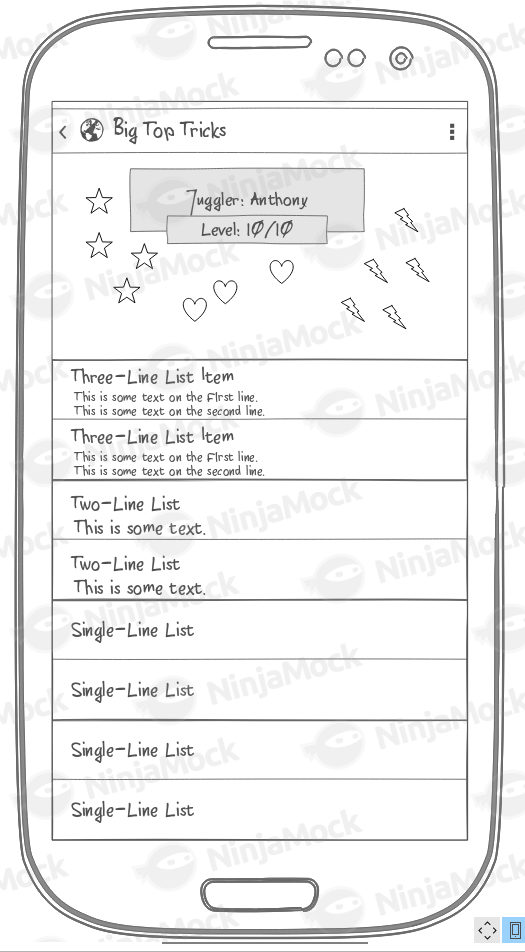 Big Top Tricks
Juggler: Anthony
Level: 10/10
Three-Line List Item
This is some text on the first line.
This is some text on the second line.
Three-Line List Item
This is some text on the first line.
This is some text on the second line.
Two-Line List
This is some text.
Two-Line List
This is some text.
Single-Line List
Single-Line List
Single-Line List
Single-Line List
NinjaMock